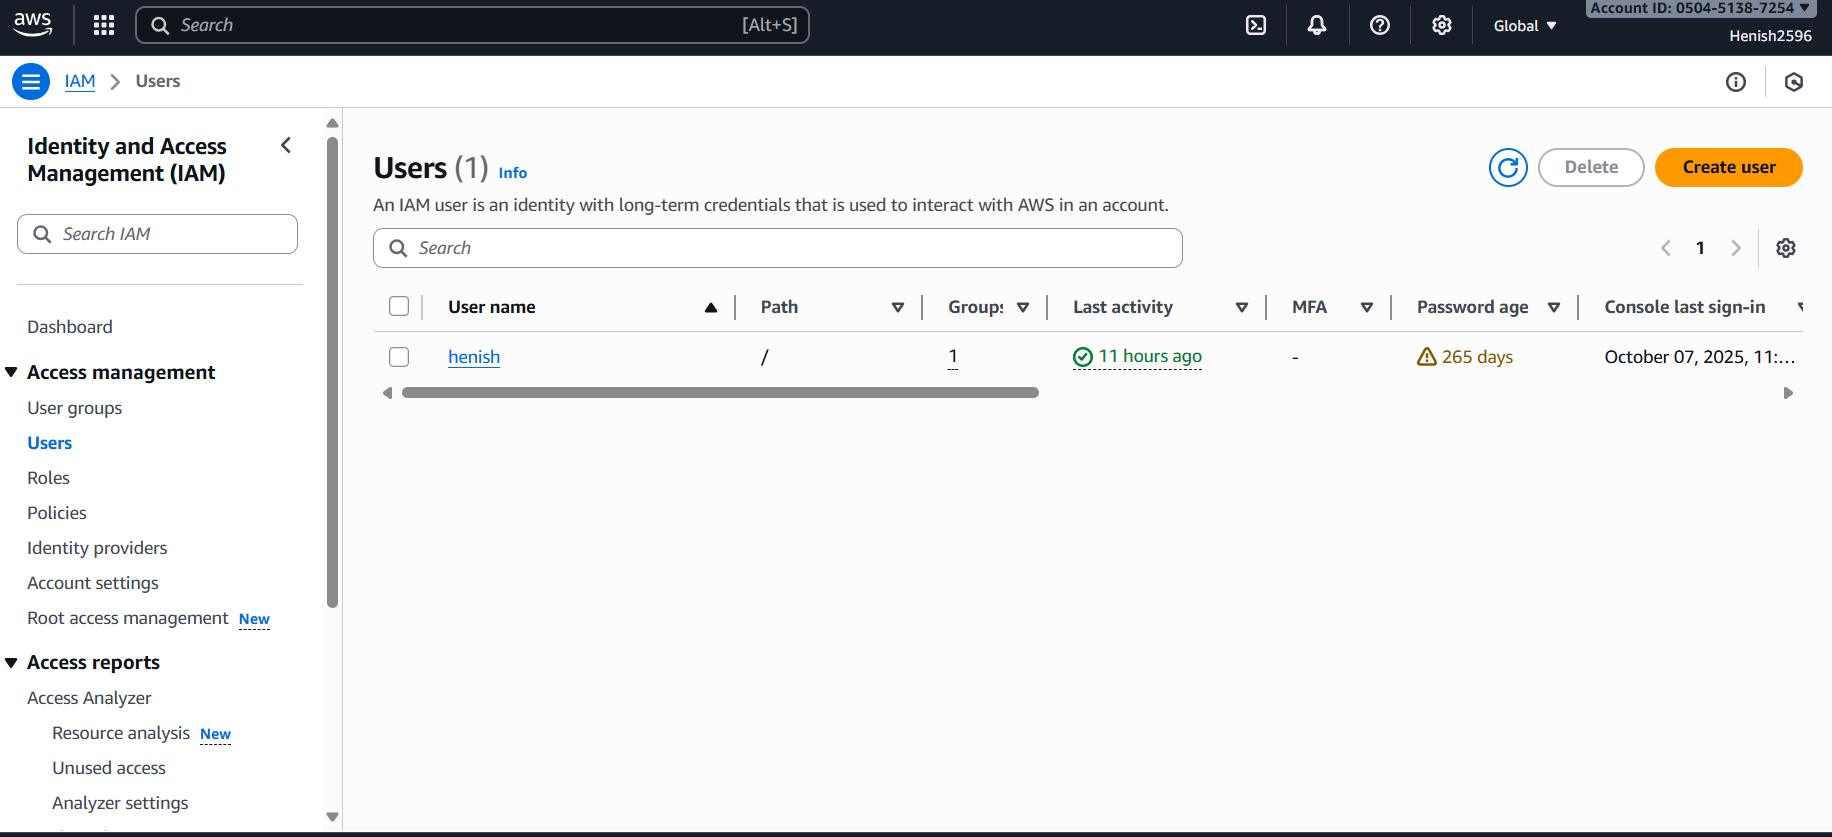 aws
Search [Alt+S]
Global
Account ID: 0504-5138-7254
Henish2596
IAM
Users
Identity and Access
Management (IAM)
Search IAM
Dashboard
Access management
User groups
Users
Roles
Policies
Identity providers
Account settings
Root access management New
Access reports
Access Analyzer
Resource analysis New
Unused access
Analyzer settings
Users (1) Info
An IAM user is an identity with long-term credentials that is used to interact with AWS in an account.
Delete
Create user
Search
1
User name Path Groups Last activity MFA Password age Console last sign-in
henish / 1 11 hours ago - 265 days October 07, 2025, 11:...